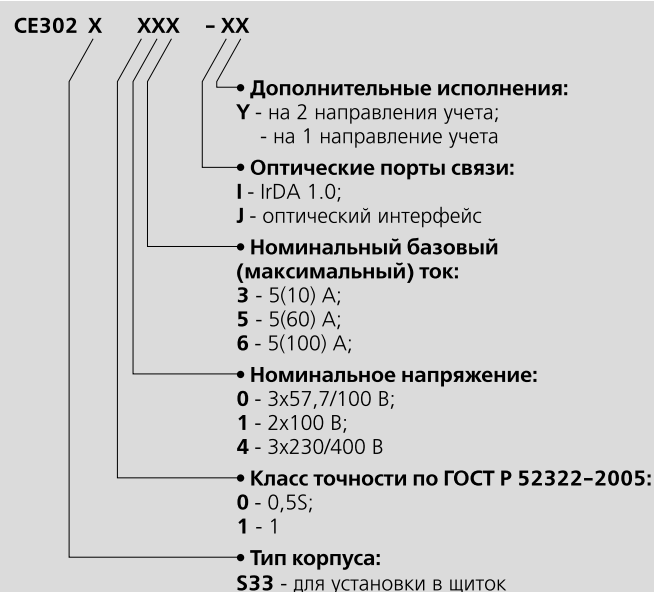 CE302 X XXX – XX
• Дополнительные исполнения:
Y - на 2 направления учета;
- на 1 направление учета
• Оптические порты связи:
I - IrDA 1.0;
J - оптический интерфейс
• Номинальный базовый
(максимальный) ток:
3 - 5(10) А;
5 - 5(60) А;
6 - 5(100) А;
• Номинальное напряжение:
0 - 3х57,7/100 В;
1 - 2х100 В;
4 - 3х230/400 В
• Класс точности по ГОСТ Р 52322–2005:
0 - 0,5S;
1 - 1
• Тип корпуса:
S33 - для установки в щиток